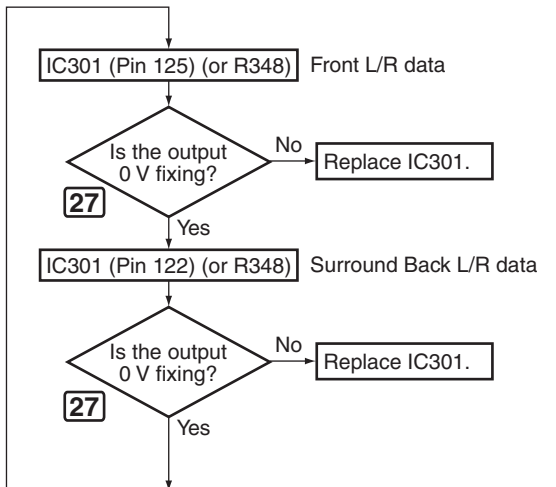 IC301 (Pin 125) (or R348) Front L/R data
Is the output
0 V fixing?
No
Replace IC301.
27
Yes
IC301 (Pin 122) (or R348) Surround Back L/R data
Is the output
0 V fixing?
No
Replace IC301.
27
Yes